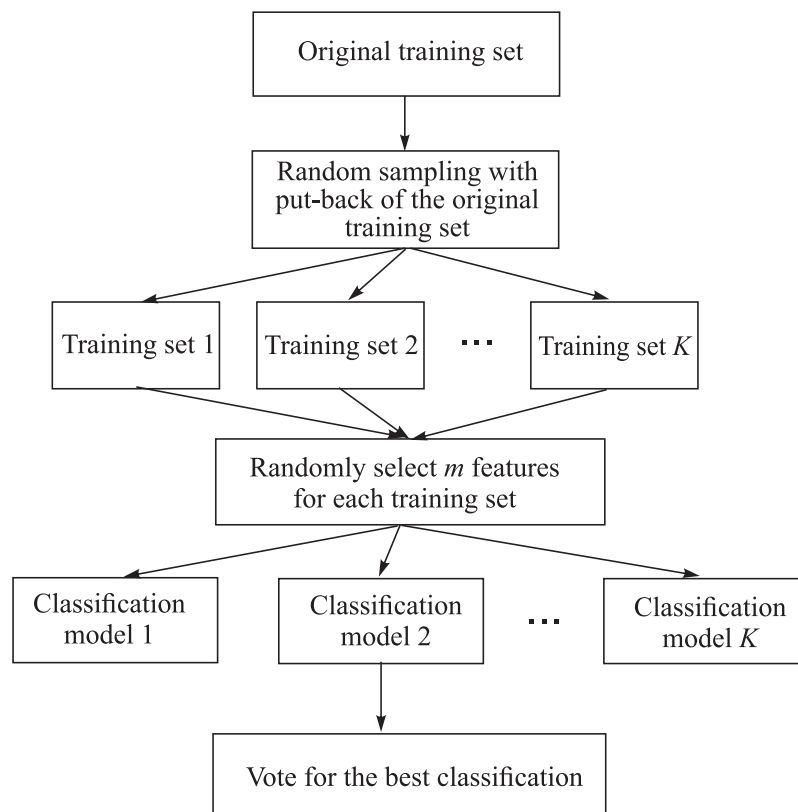 Original training set
Random sampling with
put-back of the original
training set
Training set 1
Training set 2
...
Training set K
Randomly select m features
for each training set
Classification
model 1
Classification
model 2
...
Classification
model K
Vote for the best classification